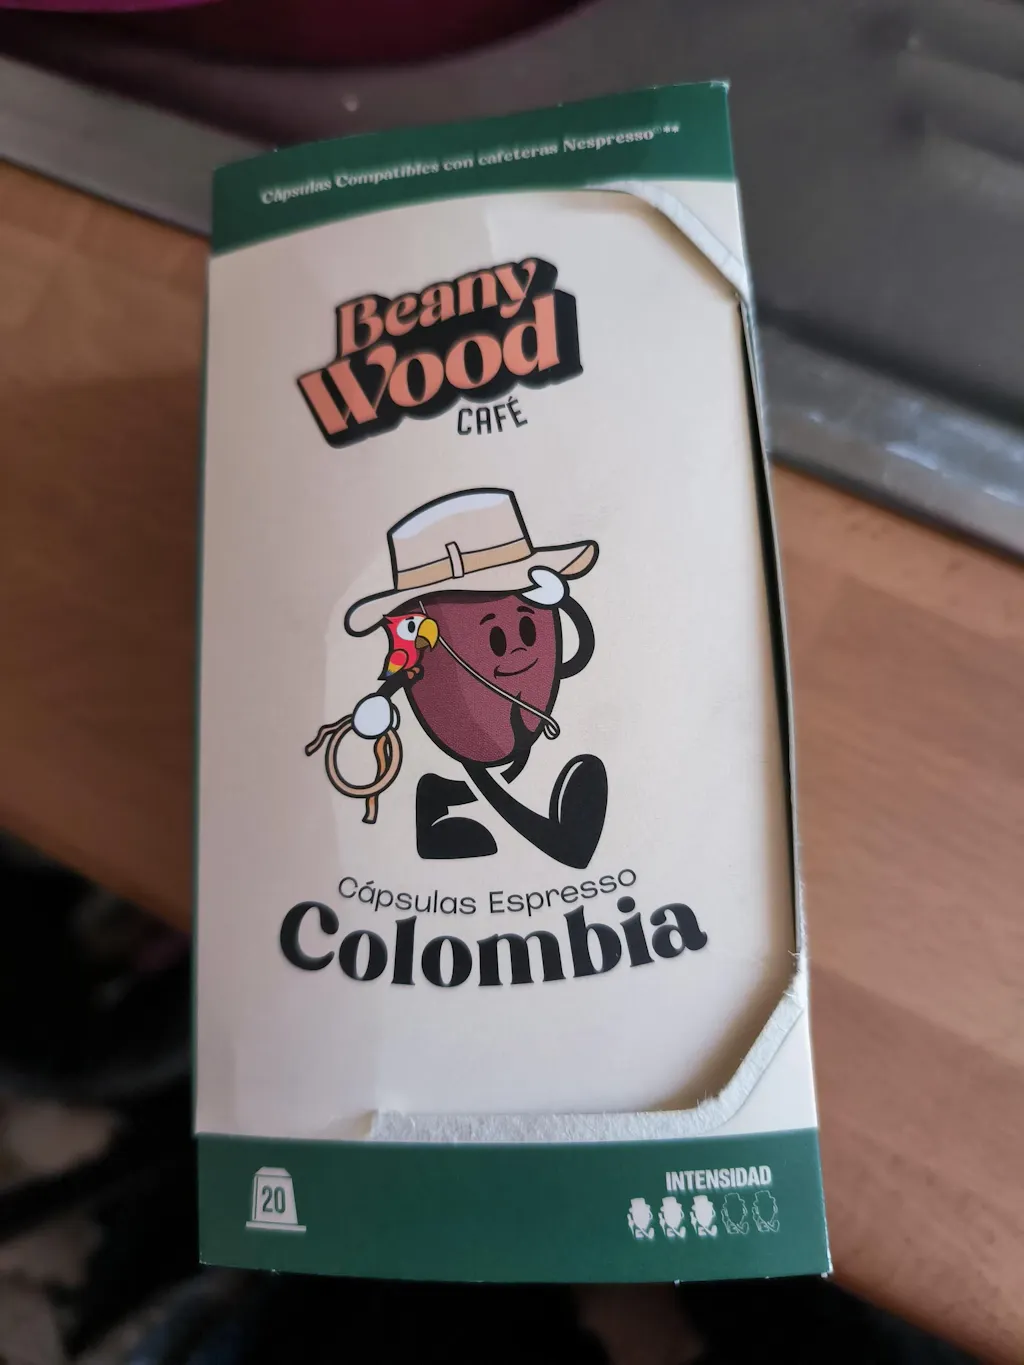 Cápsulas Compatibles con cafeteras Nespresso®**
Beany
Wood
CAFÉ
Cápsulas Espresso
Colombia
20
INTENSIDAD